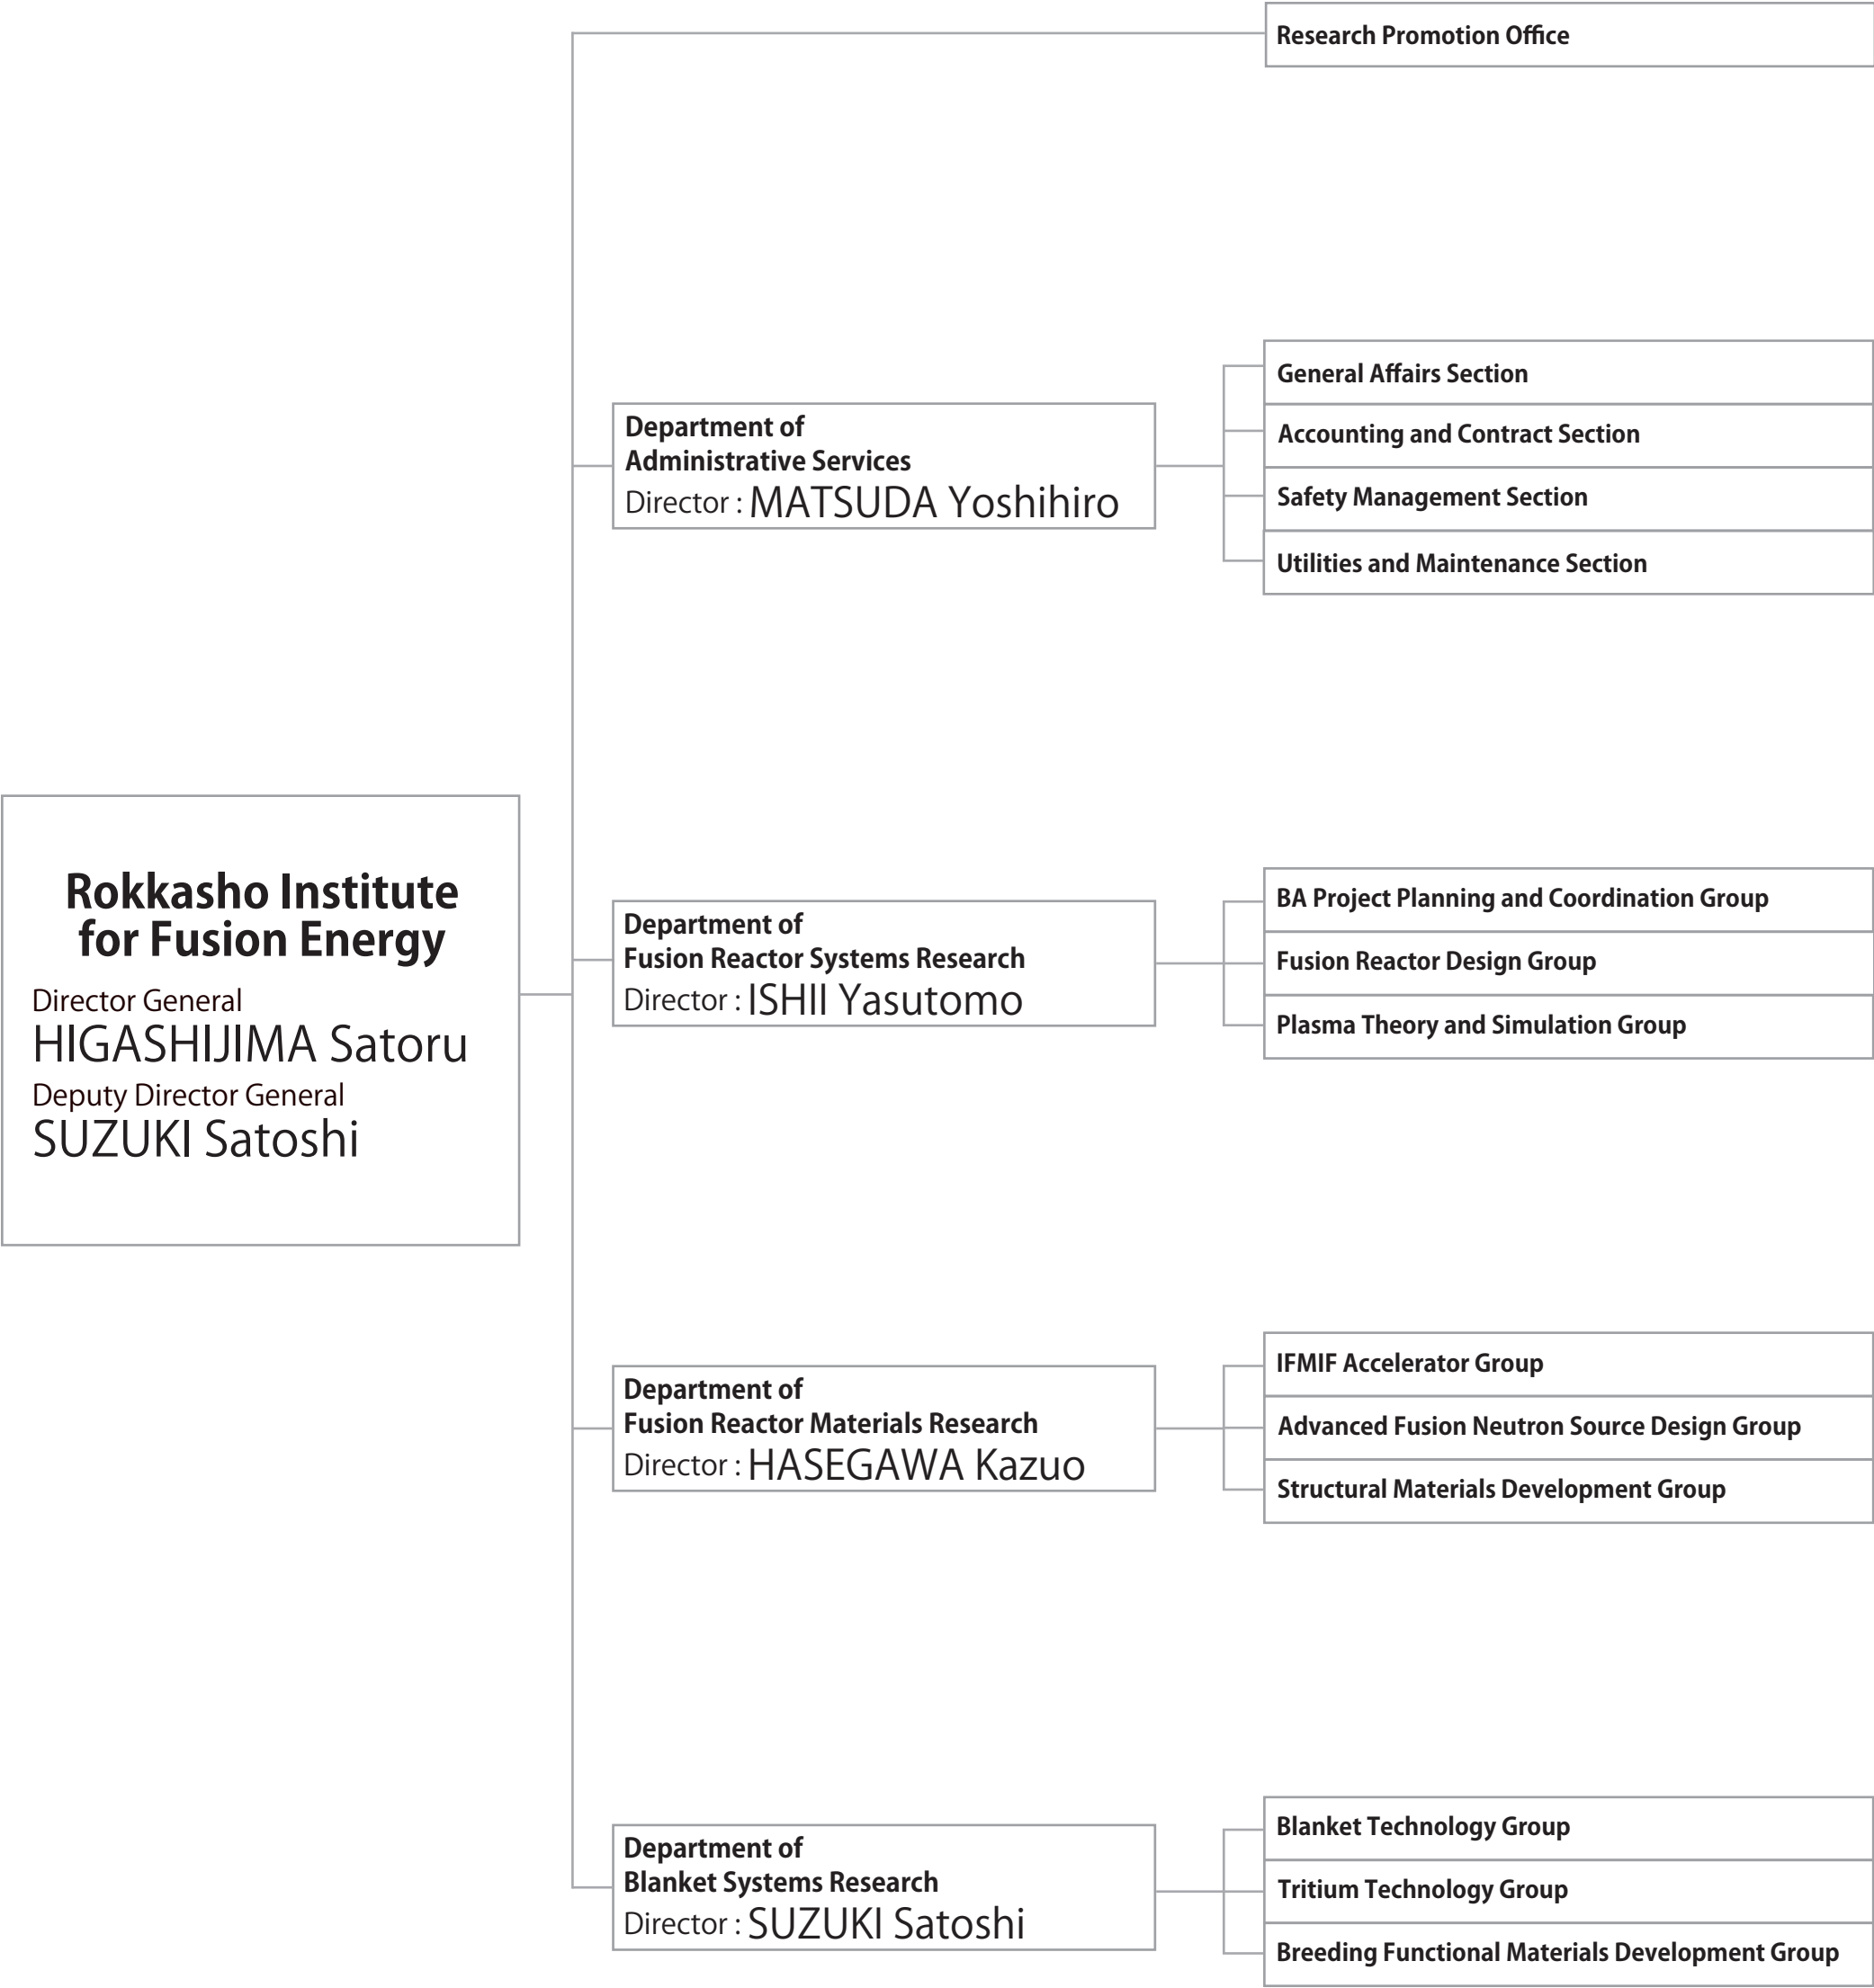 Rokkasho Institute
for Fusion Energy
Director General
HIGASHIJIMA Satoru
Deputy Director General
SUZUKI Satoshi
Research Promotion Office
Department of
Administrative Services
Director : MATSUDA Yoshihiro
General Affairs Section
Accounting and Contract Section
Safety Management Section
Utilities and Maintenance Section
Department of
Fusion Reactor Systems Research
Director : ISHII Yasutomo
BA Project Planning and Coordination Group
Fusion Reactor Design Group
Plasma Theory and Simulation Group
Department of
Fusion Reactor Materials Research
Director : HASEGAWA Kazuo
IFMIF Accelerator Group
Advanced Fusion Neutron Source Design Group
Structural Materials Development Group
Department of
Blanket Systems Research
Director : SUZUKI Satoshi
Blanket Technology Group
Tritium Technology Group
Breeding Functional Materials Development Group